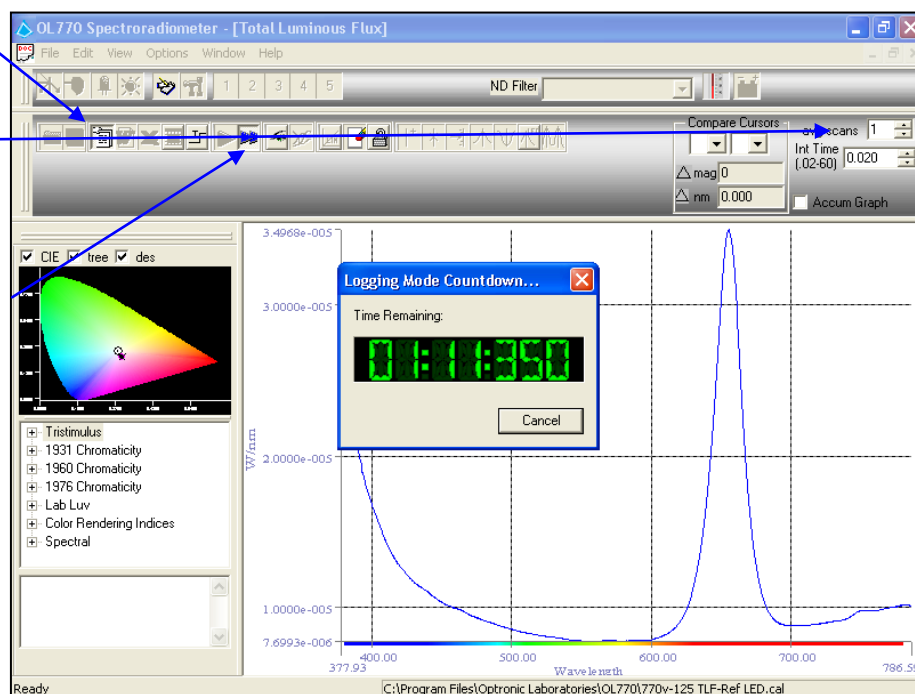 OL770 Spectroradiometer - [Total Luminous Flux]
File Edit View Options Window Help
1 2 3 4 5
ND Filter
Compare Cursors
mag 0
nm 0.000
scans 1
Int Time
(.02-60) 0.020
Accum Graph
CIE tree des
Tristimulus
1931 Chromaticity
1960 Chromaticity
1976 Chromaticity
Lab Luv
Color Rendering Indices
Spectral
Logging Mode Countdown...
Time Remaining:
01:11:350
Cancel
3.4968e-005
3.0000e-005
2.0000e-005
1.0000e-005
7.6993e-006
W/nm
400.00 500.00 600.00 700.00
377.93
Wavelength
Ready
C:\Program Files\Optronic Laboratories\OL770\770v-125 TLF-Ref LED.cal